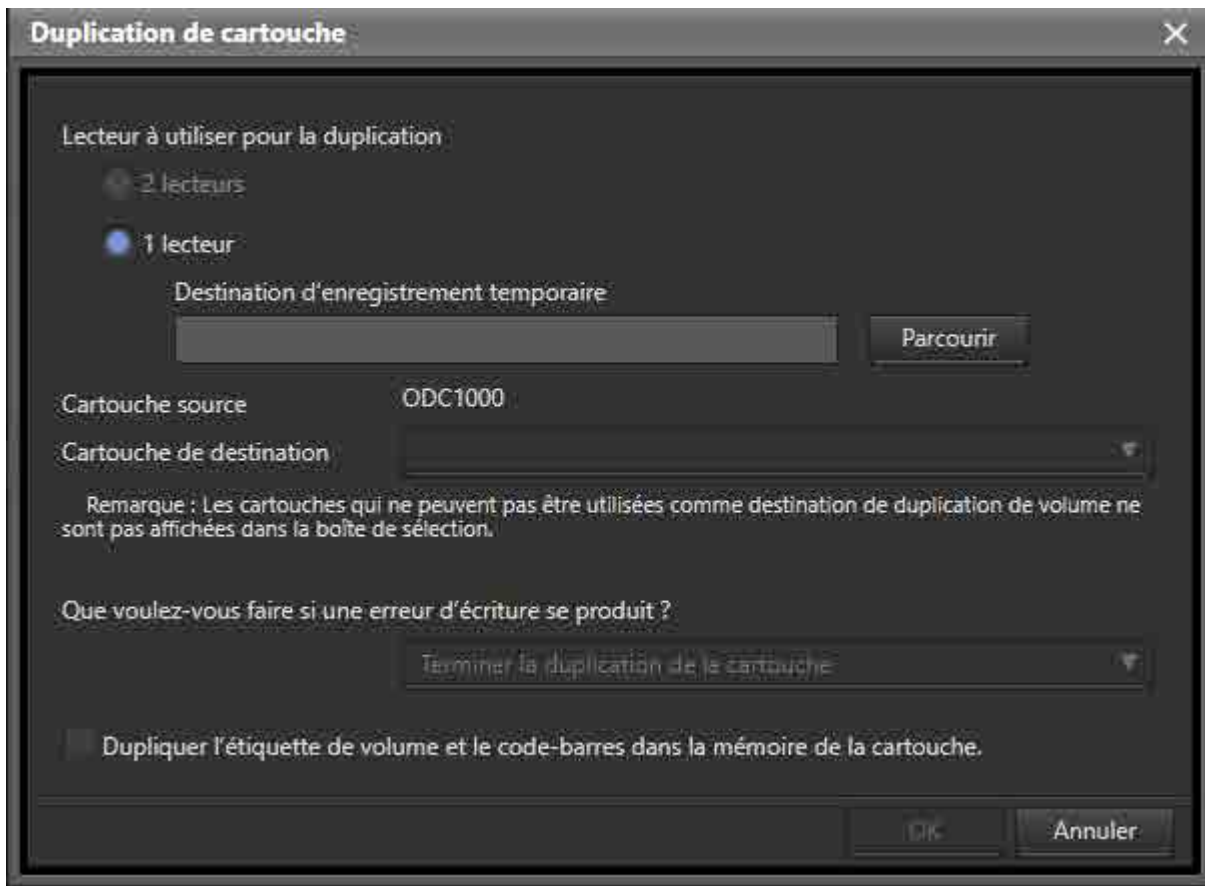 Duplication de cartouche
Lecteur à utiliser pour la duplication
2 lecteurs
1 lecteur
Destination d'enregistrement temporaire
Parcourir
Cartouche source ODC1000
Cartouche de destination
Remarque : Les cartouches qui ne peuvent pas être utilisées comme destination de duplication de volume ne
sont pas affichées dans la boîte de sélection.
Que voulez-vous faire si une erreur d'écriture se produit ?
Terminer la duplication de la cartouche
Dupliquer l'étiquette de volume et le code-barres dans la mémoire de la cartouche.
OK Annuler